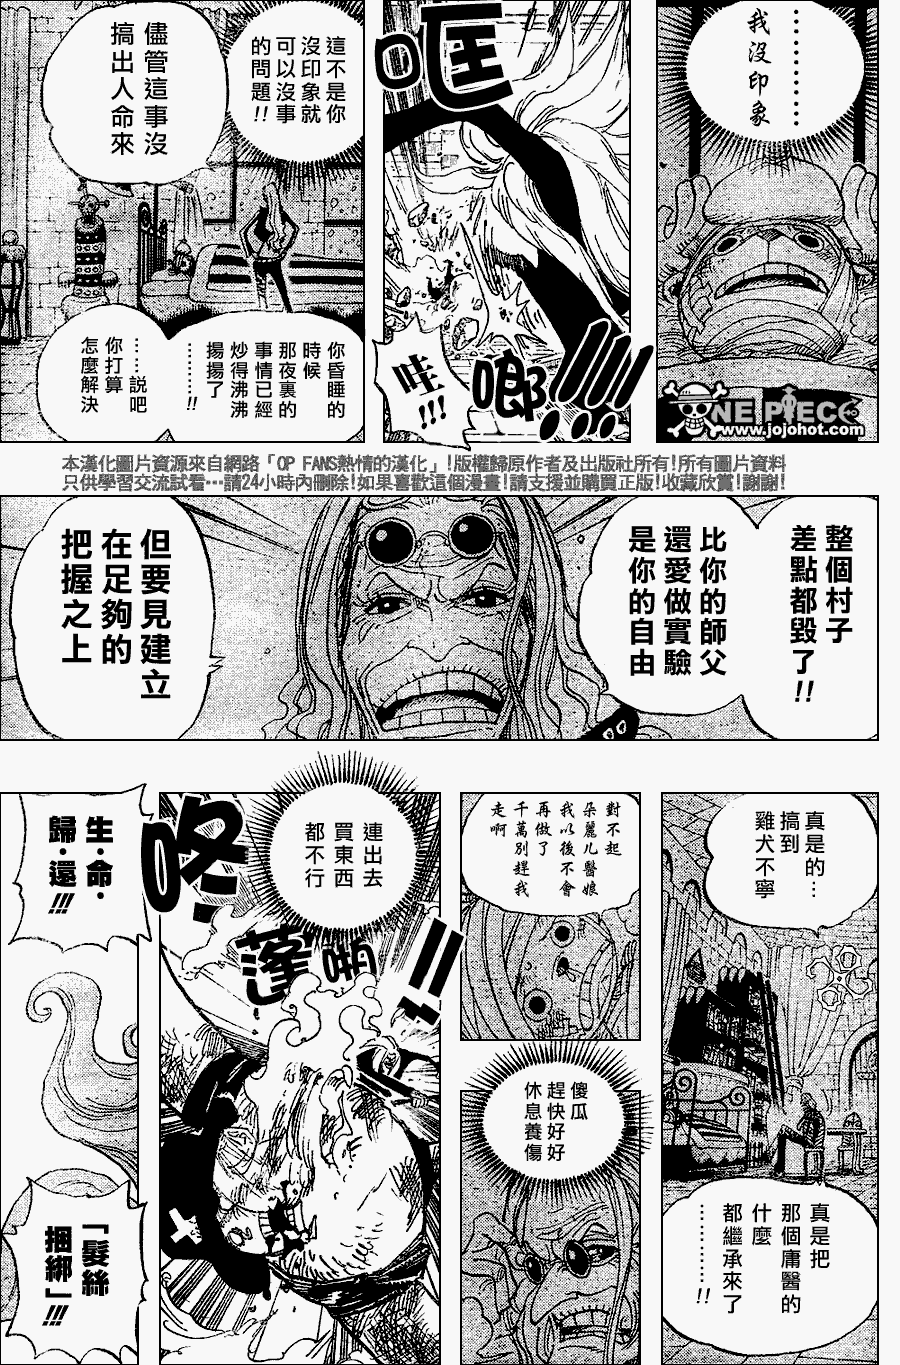 …………
我沒印象
ONE PIECE
www.jojohot.com
哐
哇!!!
啷!!!!!
這不是你
沒印象就
可以沒事
的問題!!
儘管這事沒
搞出人命來
你昏睡的
時候
那夜裏的
事情已經
炒得沸沸
揚揚了
…………!!
……說吧
你打算
怎麼解決
本漢化圖片資源來自網路「OP FANS熱情的漢化」!版權歸原作者及出版社所有!所有圖片資料
只供學習交流試看…請24小時內刪除!如果喜歡這個漫畫!請支援並購買正版!收藏欣賞!謝謝!
整個村子
差點都毀了!!
比你的師父
還愛做實驗
是你的自由
但要見建立
在足夠的
把握之上
真是的…
搞到
雞犬不寧
真是把
那個庸醫的
什麼
都繼承來了
…………!!
對不起
朵麗儿醫娘
我以後不會
再做了
千萬別趕我
走啊
傻瓜
趕快好好
休息養傷
連出去
買東西
都不行
咚
蓬
啪!!
生·命·
歸·還!!!
「髮絲
捆綁」!!!